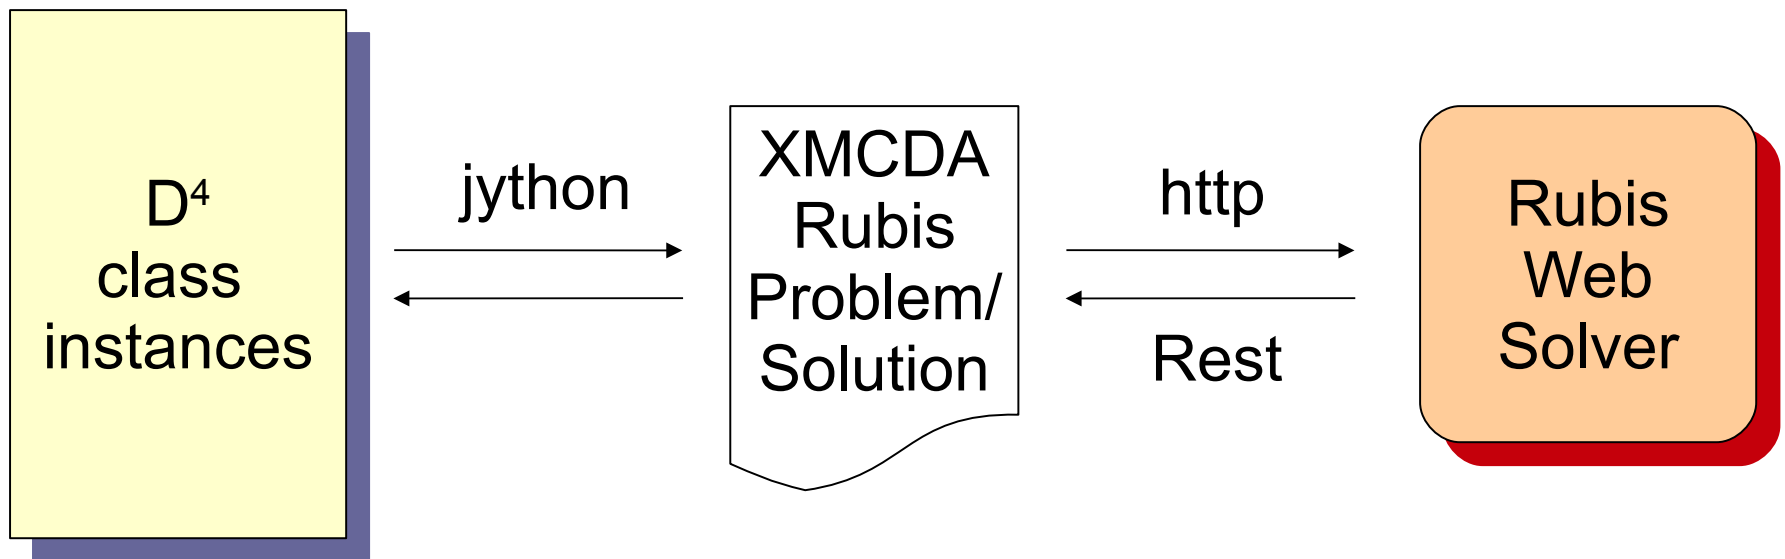 D⁴
class
instances
jython
XMCDA
Rubis
Problem/
Solution
http
Rest
Rubis
Web
Solver